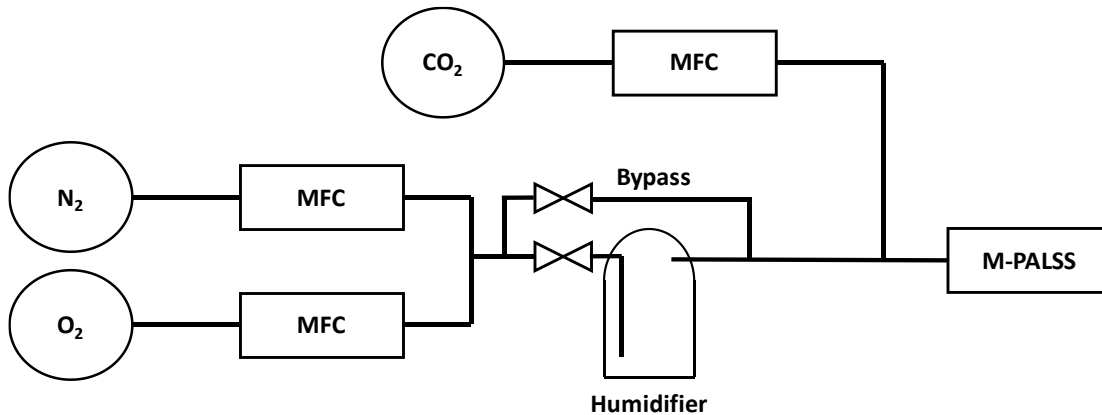 CO₂
MFC
N₂
MFC
Bypass
M-PALSS
O₂
MFC
Humidifier